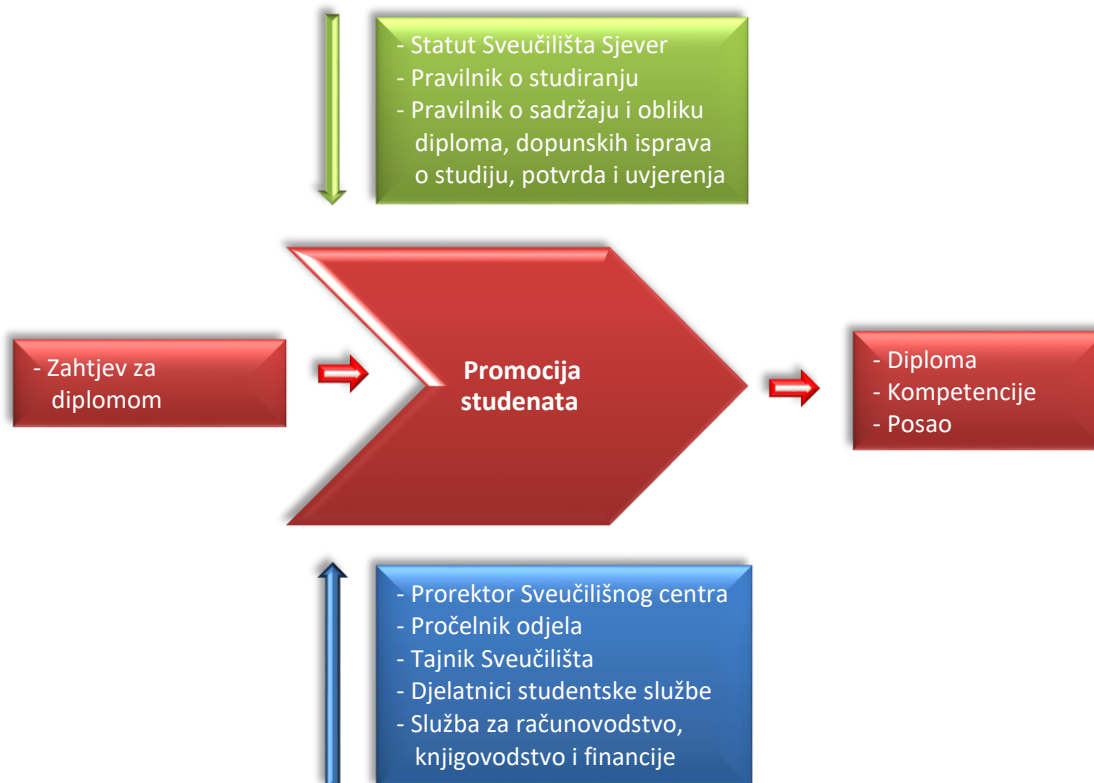 - Statut Sveučilišta Sjever
- Pravilnik o studiranju
- Pravilnik o sadržaju i obliku
diploma, dopunskih isprava
o studiju, potvrda i uvjerenja
- Zahtjev za
diplomom
Promocija
studenata
- Diploma
- Kompetencije
- Posao
- Prorektor Sveučilišnog centra
- Pročelnik odjela
- Tajnik Sveučilišta
- Djelatnici studentske službe
- Služba za računovodstvo,
knjigovodstvo i financije